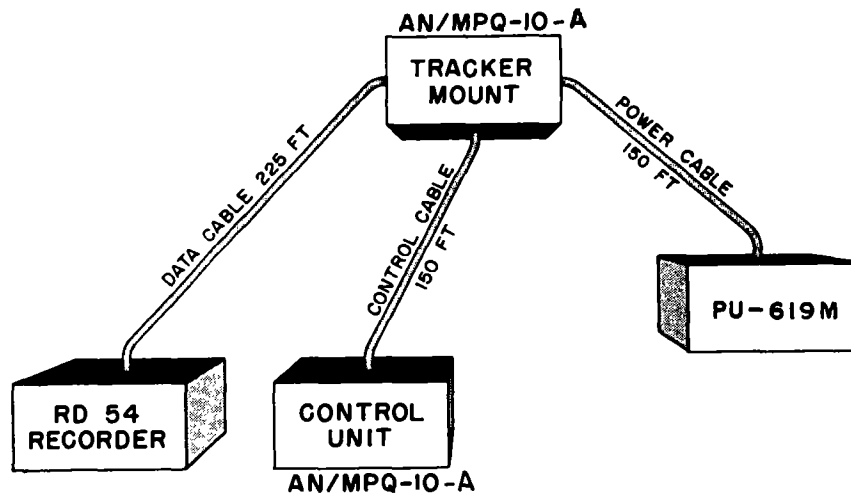 AN/MPQ-10-A
TRACKER
MOUNT
DATA CABLE 225 FT
CONTROL CABLE
150 FT
POWER CABLE
150 FT
PU-619M
RD 54
RECORDER
CONTROL
UNIT
AN/MPQ-10-A